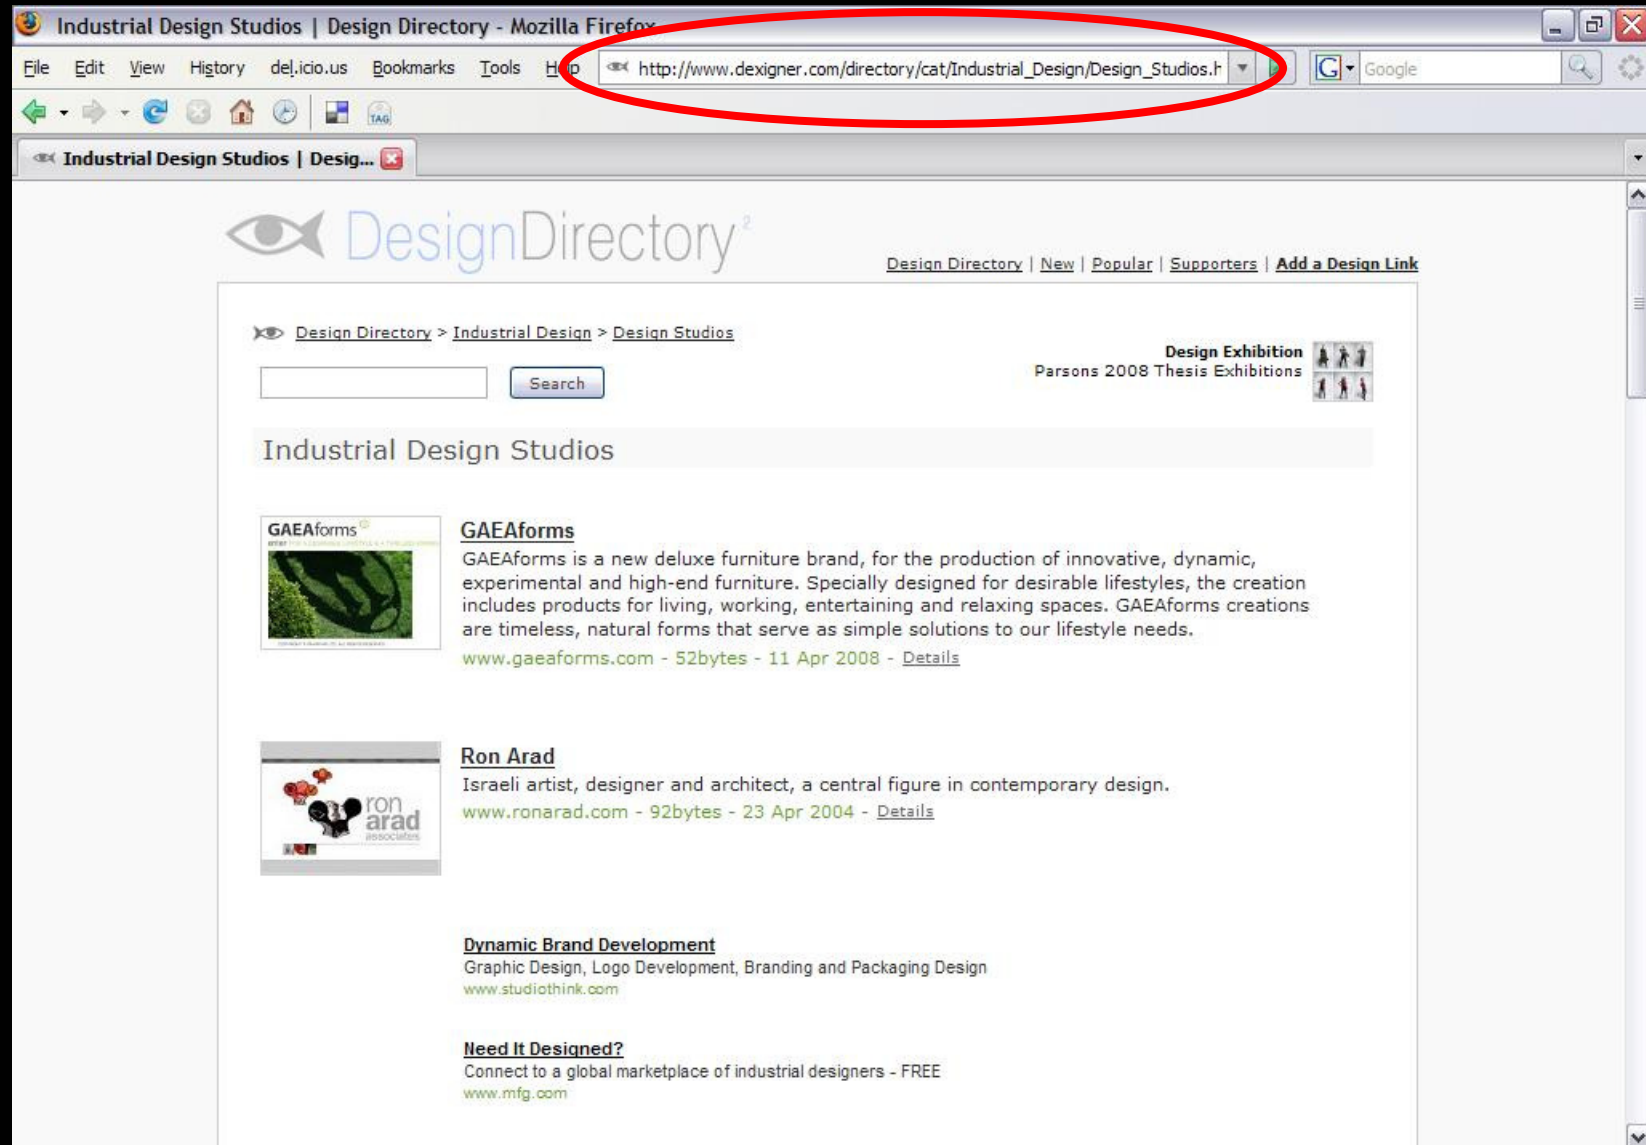 Industrial Design Studios | Design Directory - Mozilla Firefox
File Edit View History del.icio.us Bookmarks Tools Help http://www.dexigner.com/directory/cat/Industrial_Design/Design_Studios.h G Google
TAG
Industrial Design Studios | Desig...
DesignDirectory²
Design Directory | New | Popular | Supporters | Add a Design Link
Design Directory > Industrial Design > Design Studios
Design Exhibition
Parsons 2008 Thesis Exhibitions
Search
Industrial Design Studios
GAEAforms
GAEAforms
GAEAforms is a new deluxe furniture brand, for the production of innovative, dynamic,
experimental and high-end furniture. Specially designed for desirable lifestyles, the creation
includes products for living, working, entertaining and relaxing spaces. GAEAforms creations
are timeless, natural forms that serve as simple solutions to our lifestyle needs.
www.gaeaforms.com - 52bytes - 11 Apr 2008 - Details
ron
arad
associates
Ron Arad
Israeli artist, designer and architect, a central figure in contemporary design.
www.ronarad.com - 92bytes - 23 Apr 2004 - Details
Dynamic Brand Development
Graphic Design, Logo Development, Branding and Packaging Design
www.studiothink.com
Need It Designed?
Connect to a global marketplace of industrial designers - FREE
www.mfg.com